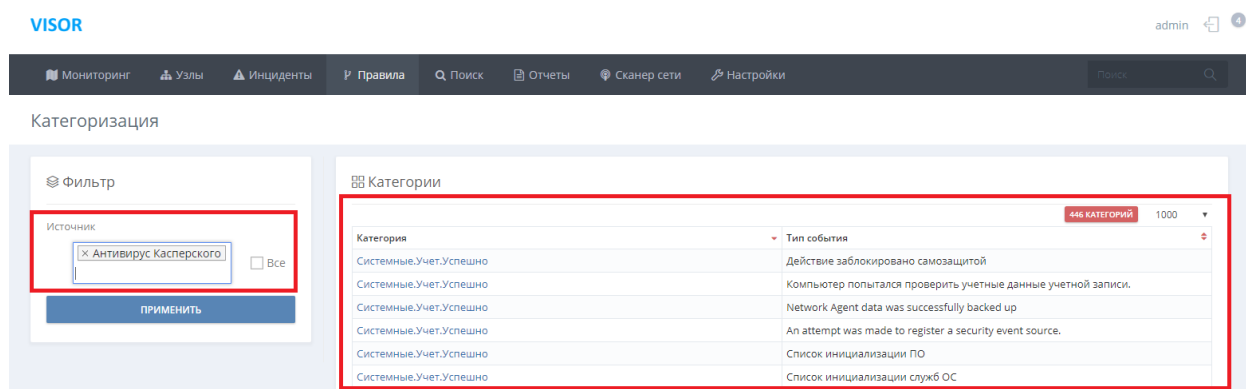 VISOR
admin 4
Мониторинг Узлы Инциденты Правила Поиск Отчеты Сканер сети Настройки Поиск
Категоризация
Фильтр
Источник
× Антивирус Касперского
Все
ПРИМЕНИТЬ
Категории
446 КАТЕГОРИЙ 1000
Категория Тип события
Системные.Учет.Успешно Действие заблокировано самозащитой
Системные.Учет.Успешно Компьютер попытался проверить учетные данные учетной записи.
Системные.Учет.Успешно Network Agent data was successfully backed up
Системные.Учет.Успешно An attempt was made to register a security event source.
Системные.Учет.Успешно Список инициализации ПО
Системные.Учет.Успешно Список инициализации служб ОС